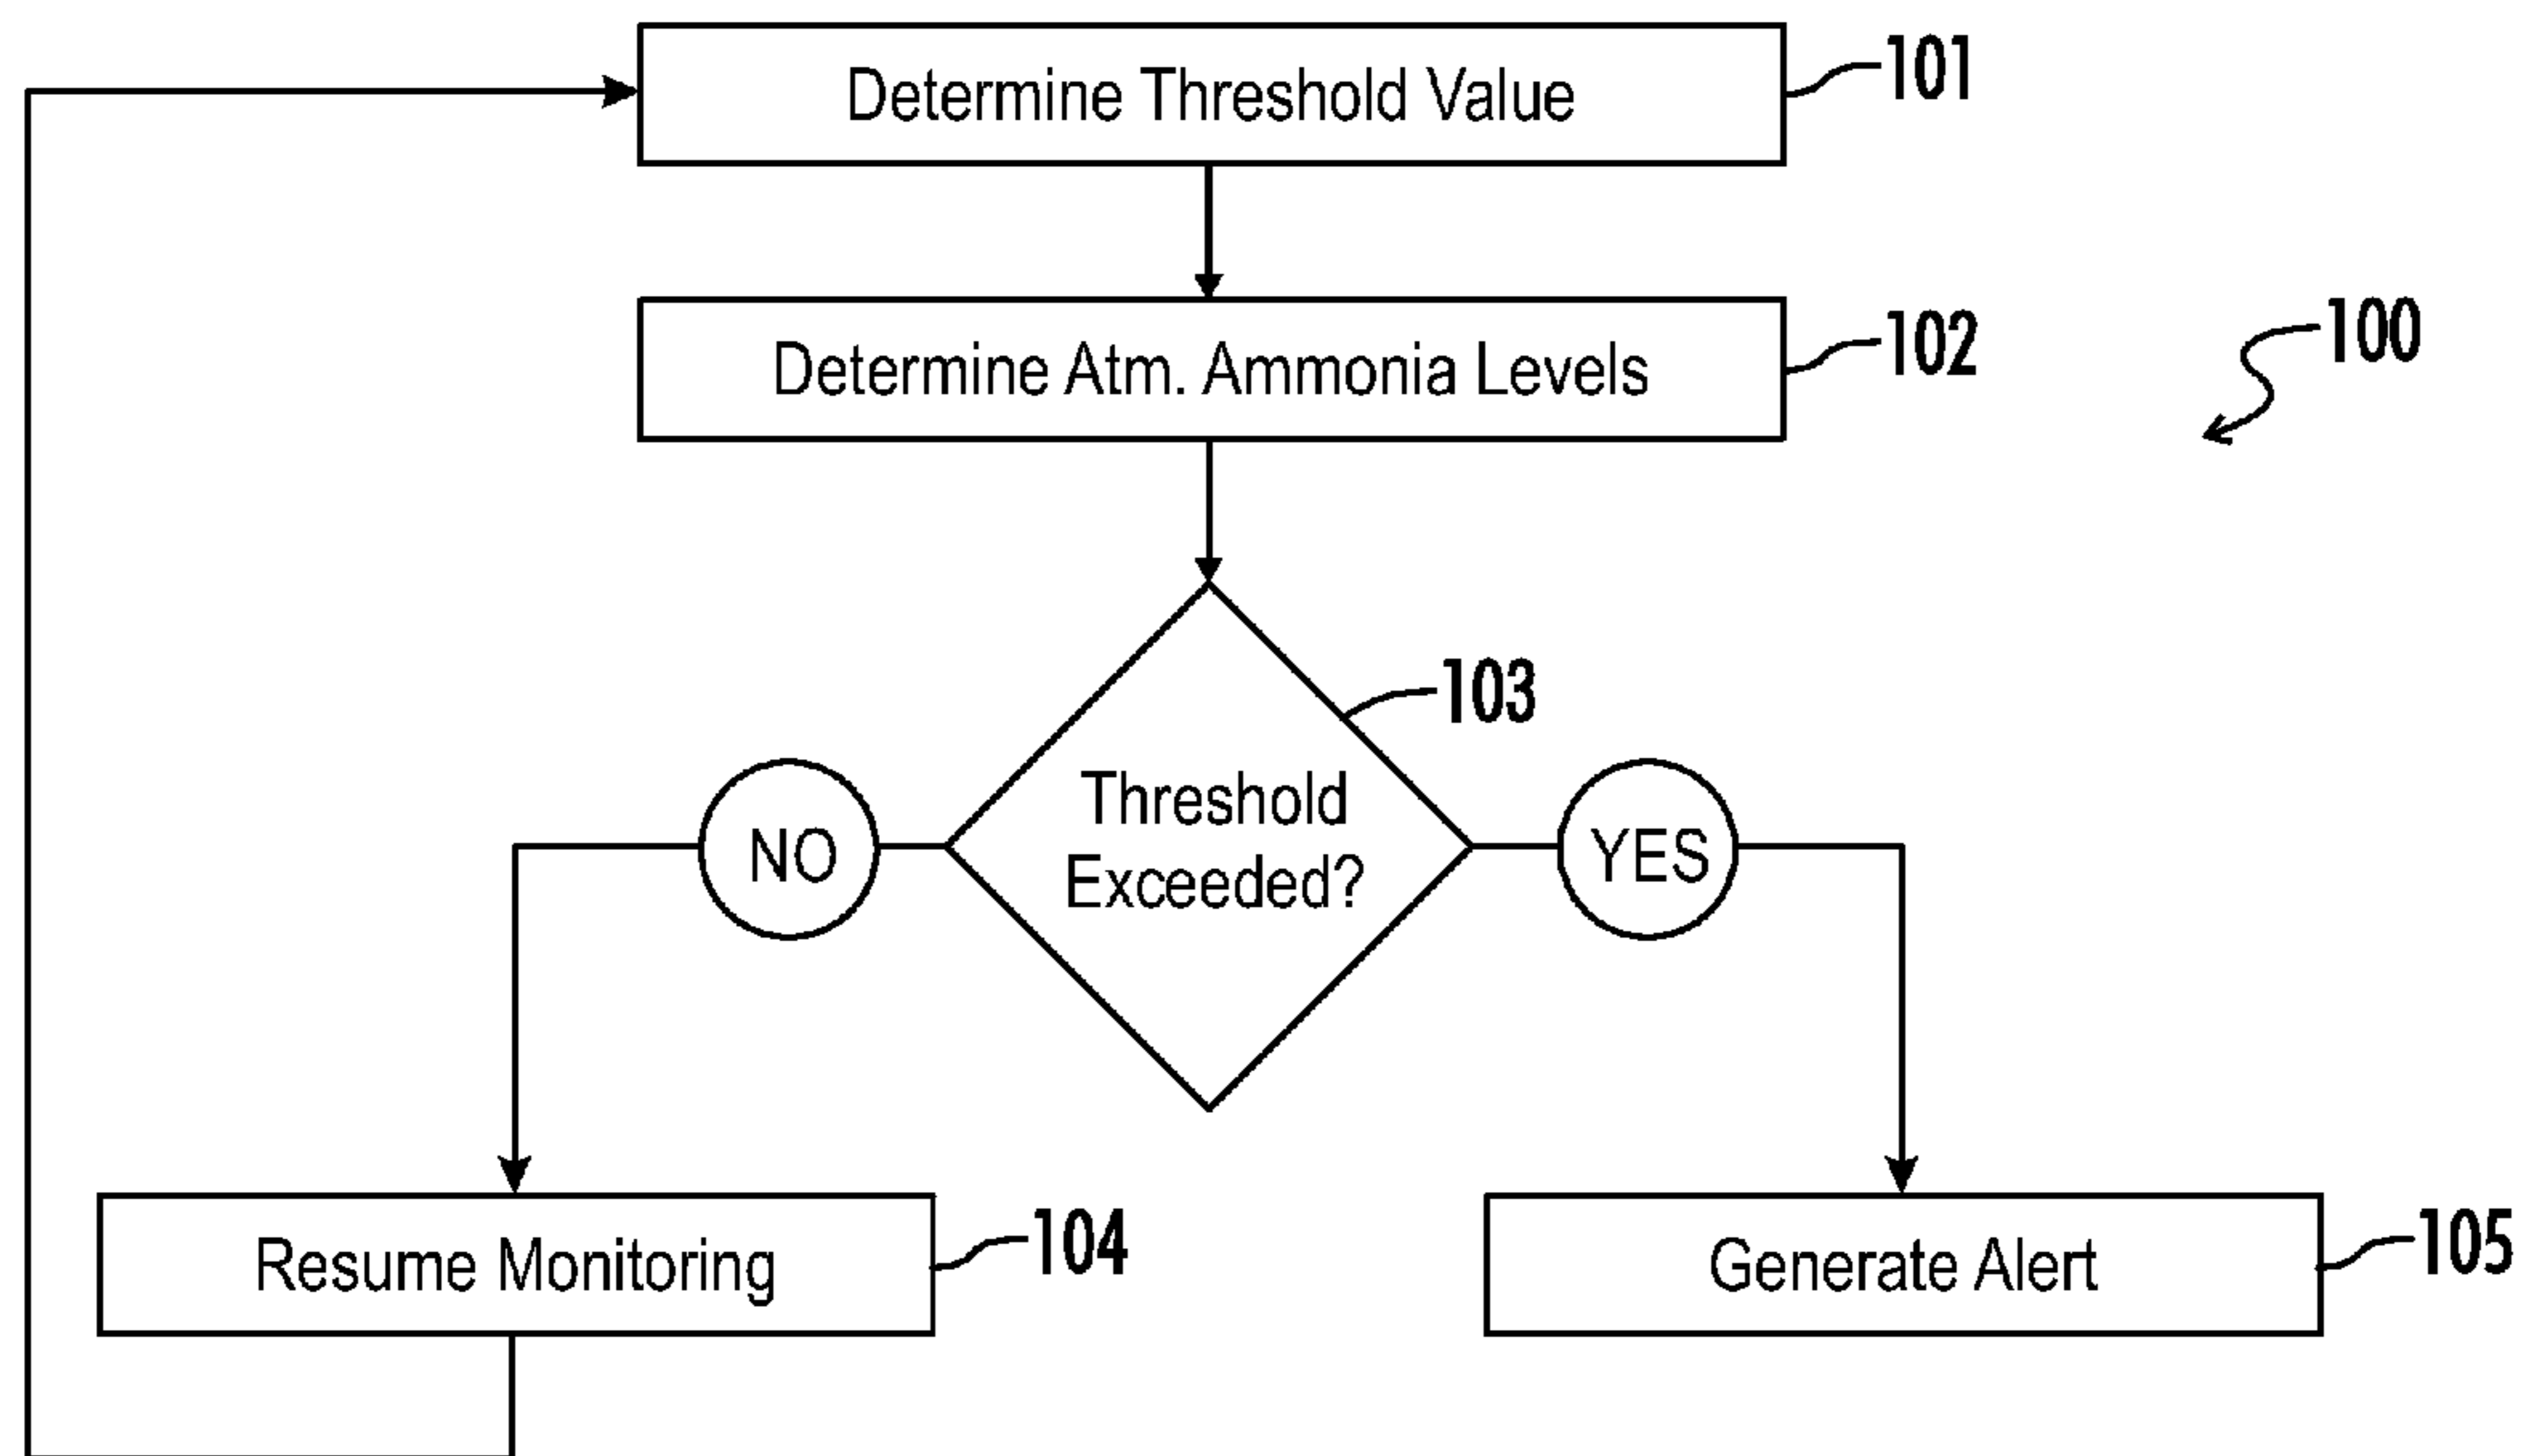 Determine Threshold Value
101
Determine Atm. Ammonia Levels
102
100
103
Threshold
Exceeded?
NO
YES
Resume Monitoring
104
Generate Alert
105